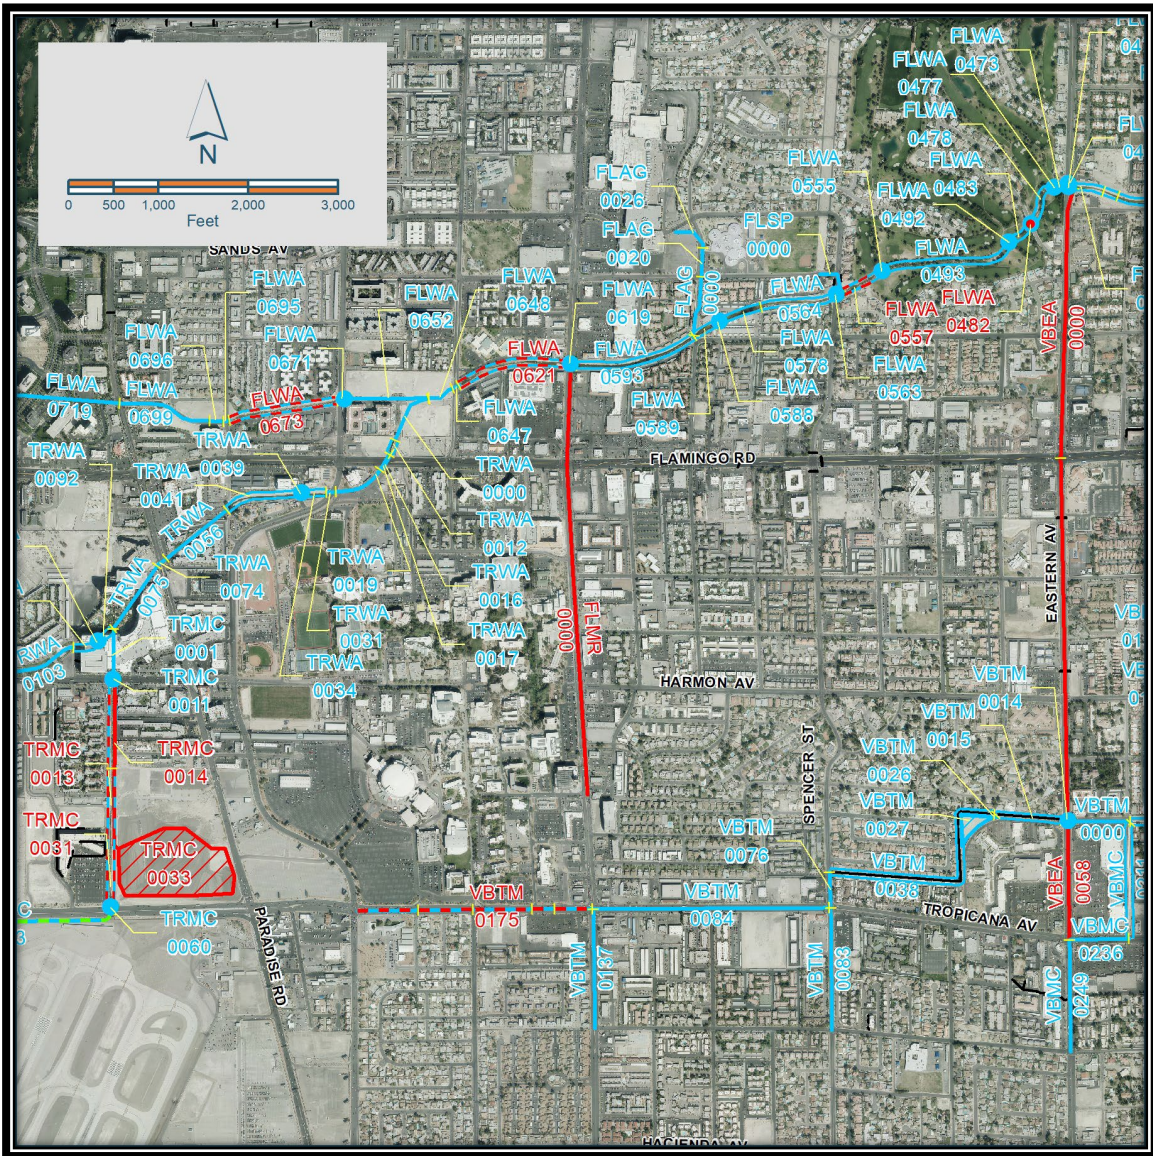 N
0 500 1,000 2,000 3,000
Feet
SANDS AV
FLWA
0473
FLWA
0477
FLWA
0478
FLWA
0483
FLWA
0492
FLWA
0493
FLWA
0555
FLSP
0000
FLAG
0026
FLAG
0020
FLAG
0000
FLWA
0564
FLWA
0557
FLWA
0482
FLWA
0578
FLWA
0563
FLWA
0588
FLWA
0589
FLWA
0593
FLWA
0619
FLWA
0621
FLWA
0648
FLWA
0652
FLWA
0647
FLWA
0695
FLWA
0671
FLWA
0696
FLWA
0673
FLWA
0719
FLWA
0699
VBEA
0000
TRWA
0092
TRWA
0039
TRWA
0041
TRWA
0056
TRWA
0075
TRWA
0074
TRWA
0000
TRWA
0012
TRWA
0016
TRWA
0017
TRWA
0019
TRWA
0031
TRWA
0034
FLAMINGO RD
EASTERN AV
FLMR
0000
RWA
0103
TRMC
0001
TRMC
0011
TRMC
0013
TRMC
0014
TRMC
0031
TRMC
0033
TRMC
0060
HARMON AV
SPENCER ST
VBTM
0014
VBTM
0015
VBTM
0026
VBTM
0027
VBTM
0076
VBTM
0038
VBTM
0000
VBEA
0058
VBMC
VBMC
0236
VBMC
0249
VBTM
0175
VBTM
0084
VBTM
0137
VBTM
0083
TROPICANA AV
PARADISE RD
HACIENDA AV